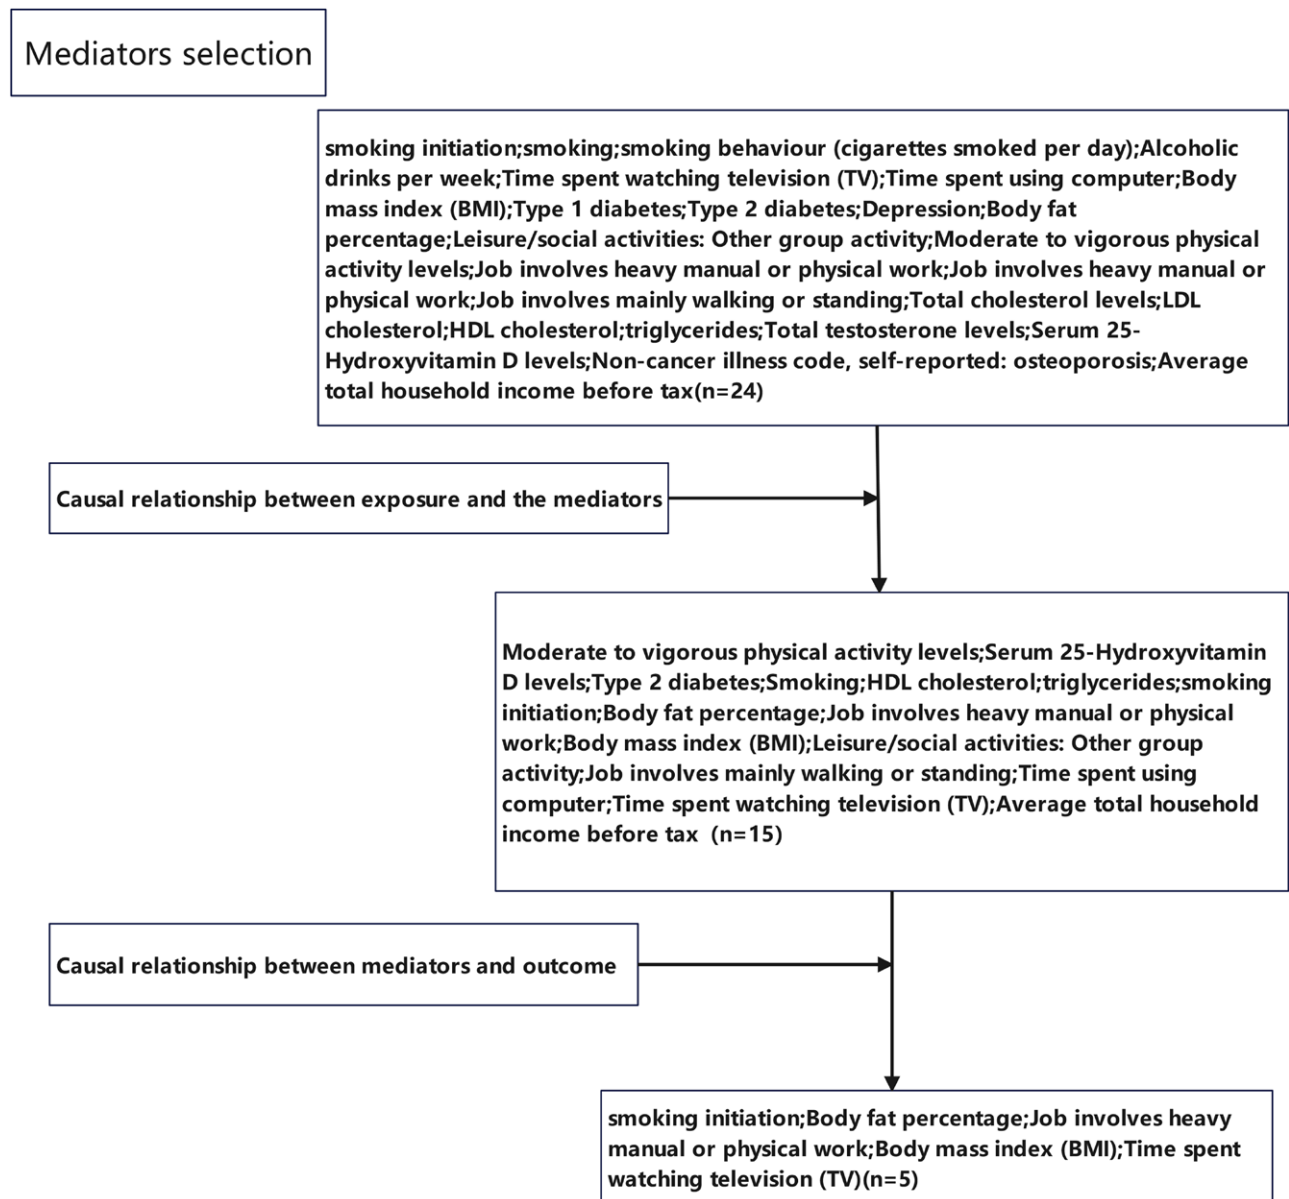 Mediators selection
smoking initiation;smoking;smoking behaviour (cigarettes smoked per day);Alcoholic
drinks per week;Time spent watching television (TV);Time spent using computer;Body
mass index (BMI);Type 1 diabetes;Type 2 diabetes;Depression;Body fat
percentage;Leisure/social activities: Other group activity;Moderate to vigorous physical
activity levels;Job involves heavy manual or physical work;Job involves heavy manual or
physical work;Job involves mainly walking or standing;Total cholesterol levels;LDL
cholesterol;HDL cholesterol;triglycerides;Total testosterone levels;Serum 25-
Hydroxyvitamin D levels;Non-cancer illness code, self-reported: osteoporosis;Average
total household income before tax(n=24)
Causal relationship between exposure and the mediators
Moderate to vigorous physical activity levels;Serum 25-Hydroxyvitamin
D levels;Type 2 diabetes;Smoking;HDL cholesterol;triglycerides;smoking
initiation;Body fat percentage;Job involves heavy manual or physical
work;Body mass index (BMI);Leisure/social activities: Other group
activity;Job involves mainly walking or standing;Time spent using
computer;Time spent watching television (TV);Average total household
income before tax (n=15)
Causal relationship between mediators and outcome
smoking initiation;Body fat percentage;Job involves heavy
manual or physical work;Body mass index (BMI);Time spent
watching television (TV)(n=5)